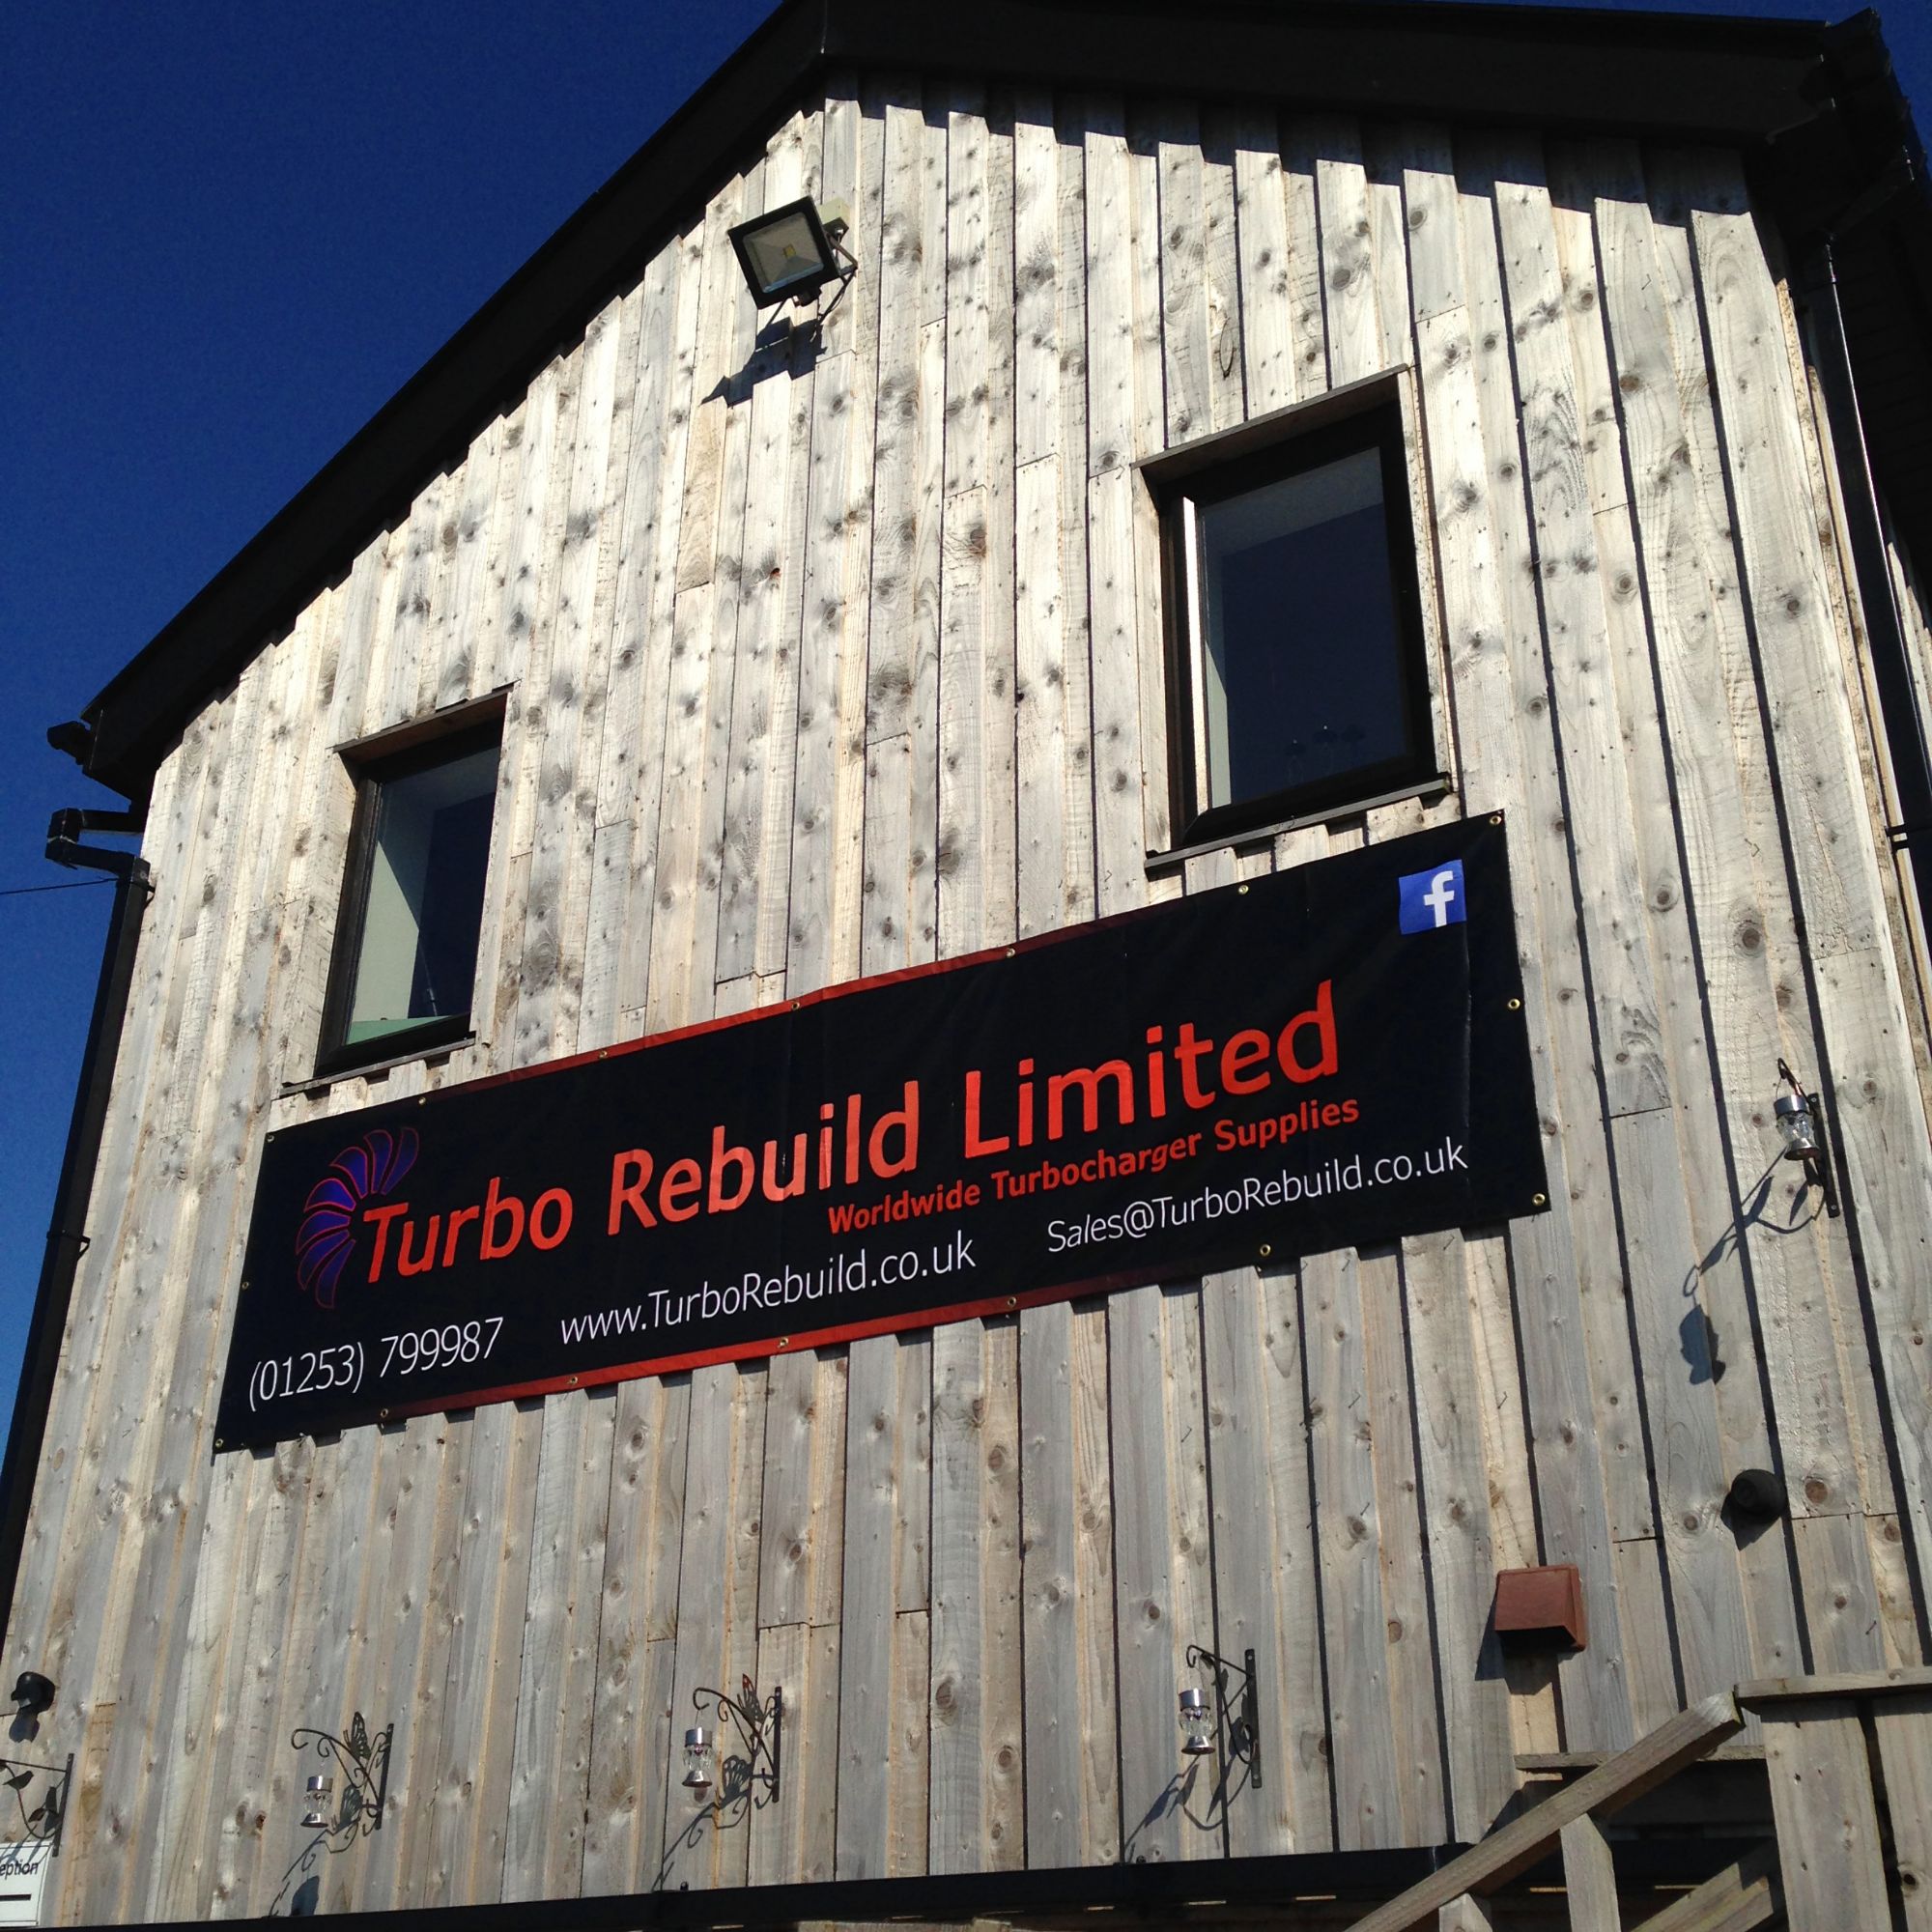 f
Turbo Rebuild Limited
Worldwide Turbocharger Supplies
(01253) 799987 www.TurboRebuild.co.uk Sales@TurboRebuild.co.uk